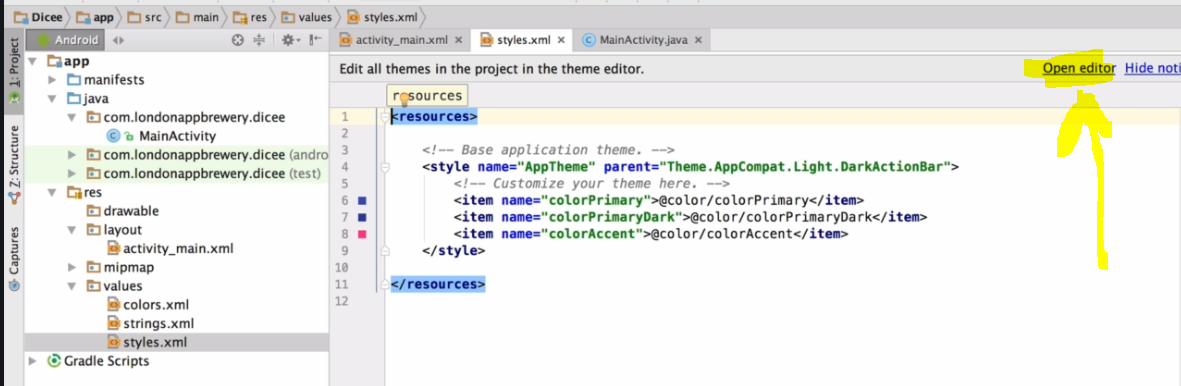 Dicee app src main res values styles.xml
Android
activity_main.xml styles.xml MainActivity.java
1: Project
Z: Structure
Captures
app
manifests
java
com.londonappbrewery.dicee
MainActivity
com.londonappbrewery.dicee (andro
com.londonappbrewery.dicee (test)
res
drawable
layout
activity_main.xml
mipmap
values
colors.xml
strings.xml
styles.xml
Gradle Scripts
Edit all themes in the project in the theme editor. Open editor Hide noti
resources
1 <resources>
2
3 <!-- Base application theme. -->
4 <style name="AppTheme" parent="Theme.AppCompat.Light.DarkActionBar">
5 <!-- Customize your theme here. -->
6 <item name="colorPrimary">@color/colorPrimary</item>
7 <item name="colorPrimaryDark">@color/colorPrimaryDark</item>
8 <item name="colorAccent">@color/colorAccent</item>
9 </style>
10
11 </resources>
12